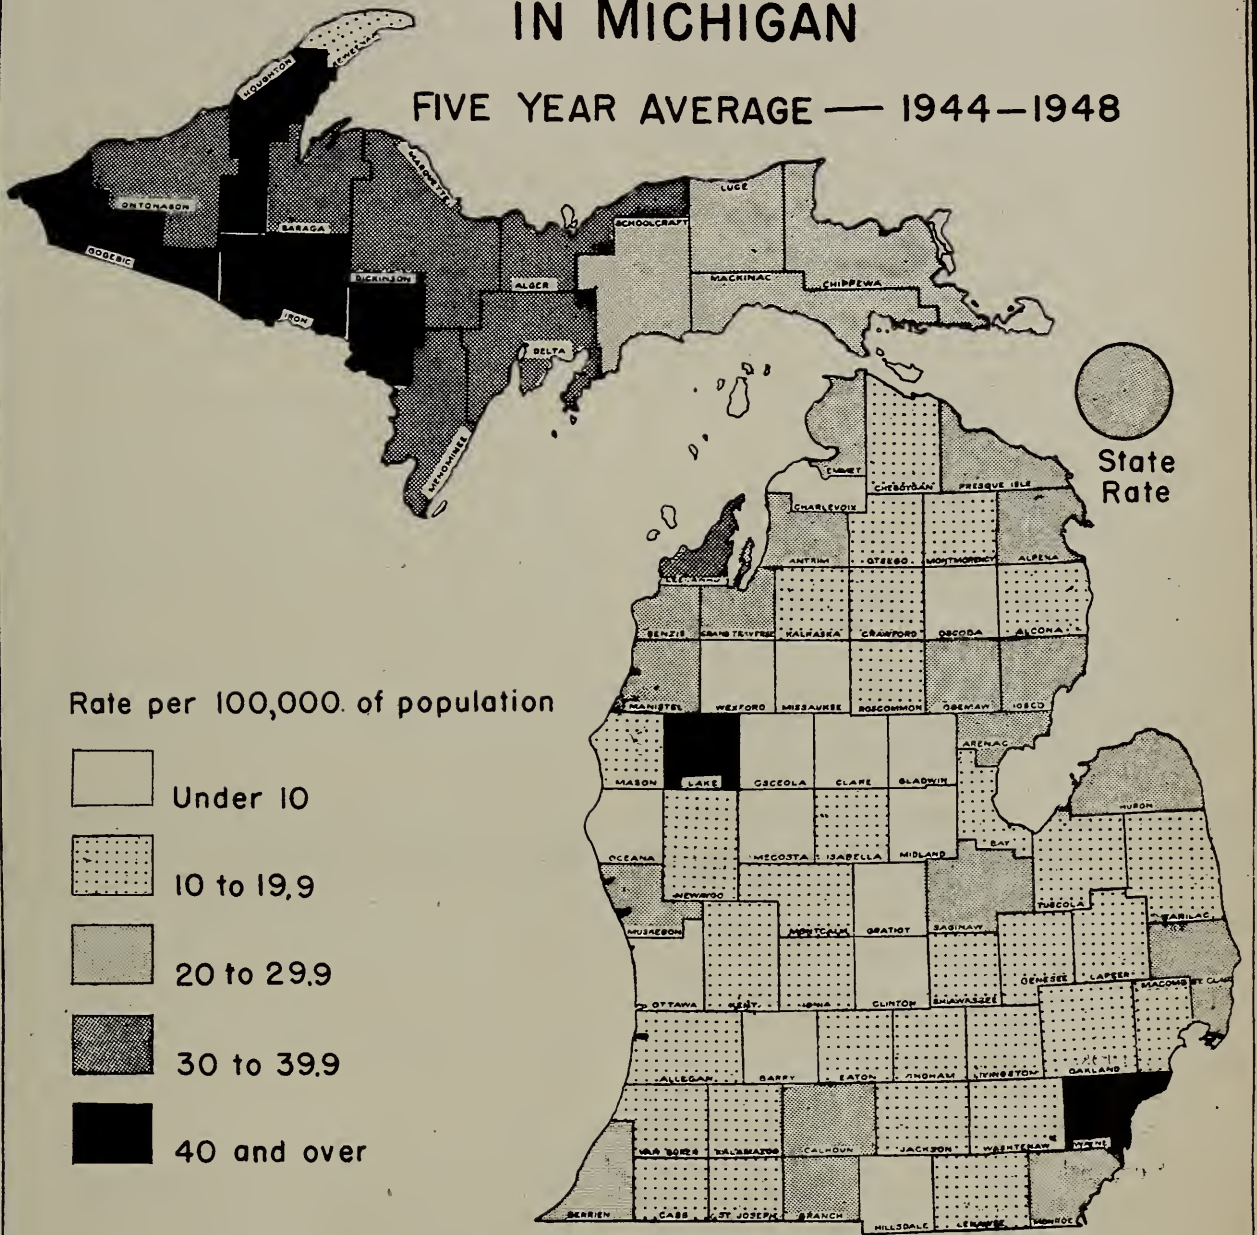 IN MICHIGAN
FIVE YEAR AVERAGE — 1944–1948
HOUGHTON
ONTONAGON
BARAGA
MARQUETTE
GOGEBIC
IRON
DICKINSON
ALGER
DELTA
MENOMINEE
SCHOOLCRAFT
LUCE
MACKINAC
CHIPPEWA
State
Rate
EMMET
CHEBOYGAN
PRESQUE ISLE
CHARLEVOIX
ANTRIM
OTSEGO
MONTMORENCY
ALPENA
BENZIE
GRAND TRAVERSE
KALKASKA
CRAWFORD
OSCODA
ALCONA
Rate per 100,000. of population
MANISTEE
WEXFORD
MISSAUKEE
ROSCOMMON
OGEMAW
IOSCO
ARENAC
MASON
LAKE
OSCEOLA
CLARE
GLADWIN
Under 10
HURON
BAY
OCEANA
MECOSTA
ISABELLA
MIDLAND
10 to 19,9
NEWAYGO
TUSCOLA
SANILAC
MUSKEGON
MONTCALM
GRATIOT
SAGINAW
20 to 29.9
GENESEE
LAPEER
MACOMB
ST CLAIR
OTTAWA
KENT
IONIA
CLINTON
SHIAWASSEE
30 to 39.9
ALLEGAN
BARRY
EATON
INGHAM
LIVINGSTON
OAKLAND
40 and over
VAN BUREN
KALAMAZOO
CALHOUN
JACKSON
WASHTENAW
WAYNE
BERRIEN
CASS
ST JOSEPH
BRANCH
HILLSDALE
LENAWEE
MONROE